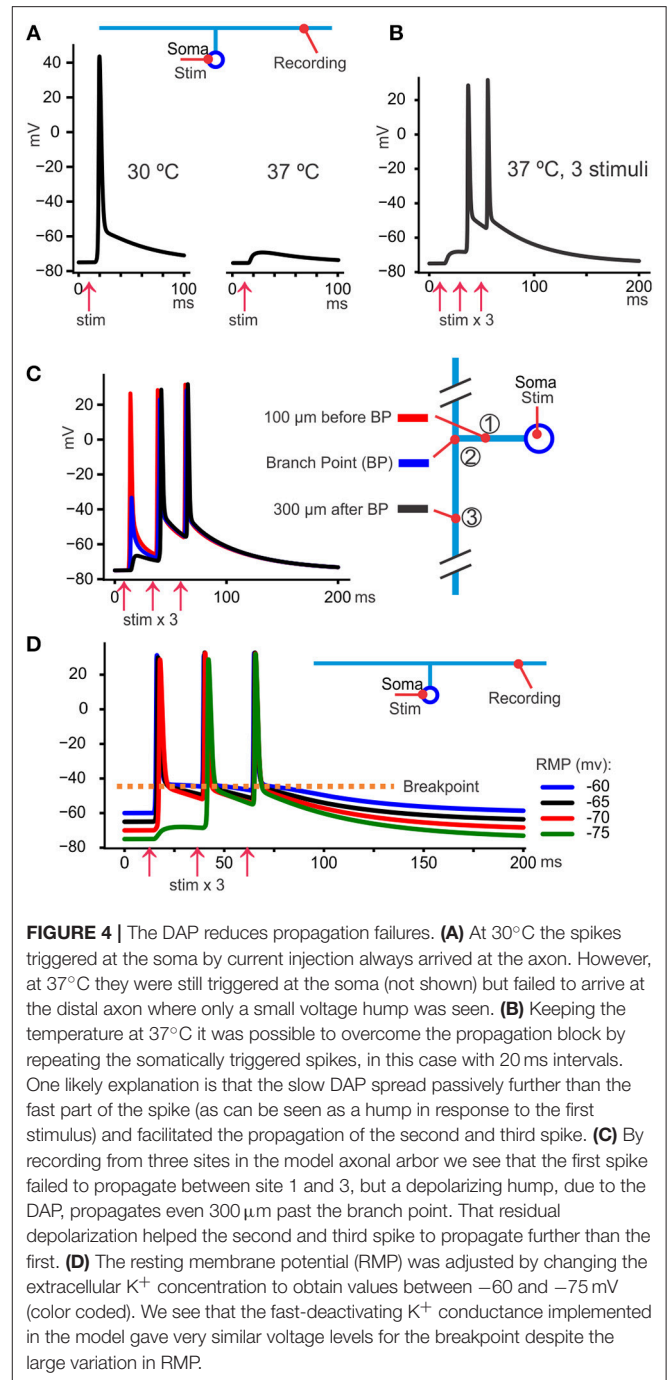 A
Soma
Stim
Recording
40
20
0
−20
−40
−60
−80
mV
30 ºC
37 ºC
0
100
ms
0
100
ms
stim
stim
B
40
20
0
−20
−40
−60
−80
mV
37 ºC, 3 stimuli
0
100
200
ms
stim x 3
C
20
0
−20
−40
−60
−80
mV
0
100
200
ms
stim x 3
100 µm before BP
Branch Point (BP)
300 µm after BP
①
②
③
Soma
Stim
D
20
0
−20
−40
−60
−80
Soma
Stim
Recording
Breakpoint
RMP (mv):
-60
-65
-70
-75
0
50
100
150
200
ms
stim x 3
FIGURE 4 | The DAP reduces propagation failures. (A) At 30°C the spikes
triggered at the soma by current injection always arrived at the axon. However,
at 37°C they were still triggered at the soma (not shown) but failed to arrive at
the distal axon where only a small voltage hump was seen. (B) Keeping the
temperature at 37°C it was possible to overcome the propagation block by
repeating the somatically triggered spikes, in this case with 20 ms intervals.
One likely explanation is that the slow DAP spread passively further than the
fast part of the spike (as can be seen as a hump in response to the first
stimulus) and facilitated the propagation of the second and third spike. (C) By
recording from three sites in the model axonal arbor we see that the first spike
failed to propagate between site 1 and 3, but a depolarizing hump, due to the
DAP, propagates even 300 µm past the branch point. That residual
depolarization helped the second and third spike to propagate further than the
first. (D) The resting membrane potential (RMP) was adjusted by changing the
extracellular K+ concentration to obtain values between −60 and −75 mV
(color coded). We see that the fast-deactivating K+ conductance implemented
in the model gave very similar voltage levels for the breakpoint despite the
large variation in RMP.